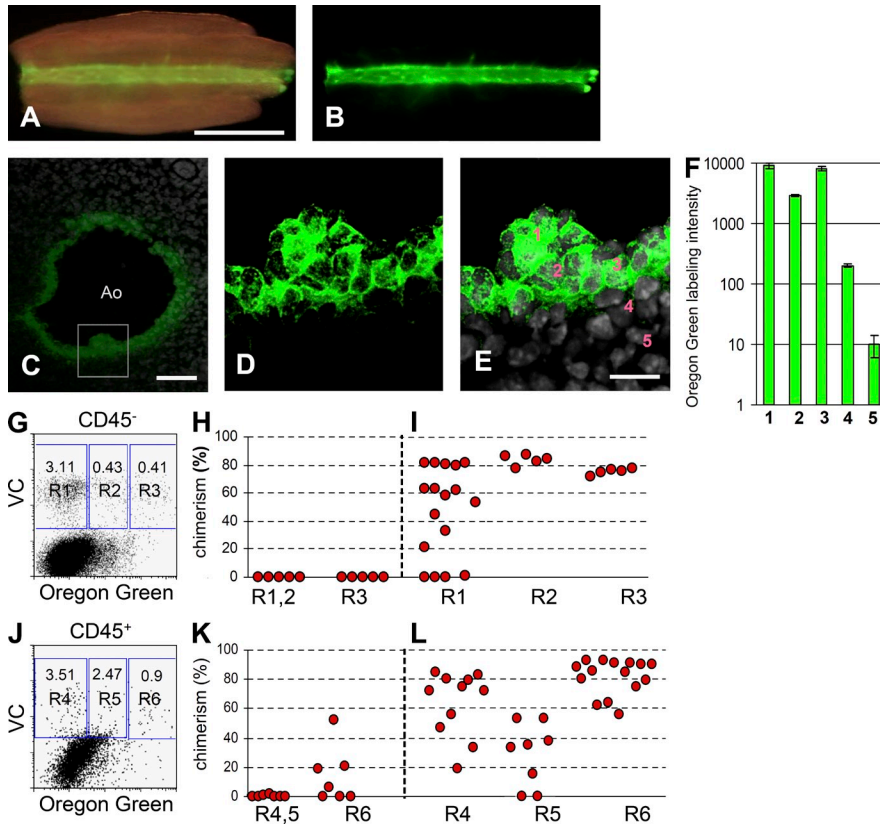 A
B
C
Ao
D
E
1
2
3
4
5
F
Oregon Green labeling intensity
10000
1000
100
10
1
1 2 3 4 5
G
CD45-
VC
3.11 0.43 0.41
R1 R2 R3
Oregon Green
H
I
chimerism (%)
100
80
60
40
20
0
R1,2 R3 R1 R2 R3
J
CD45+
VC
3.51 2.47 0.9
R4 R5 R6
Oregon Green
K
L
chimerism (%)
100
80
60
40
20
0
R4,5 R6 R4 R5 R6